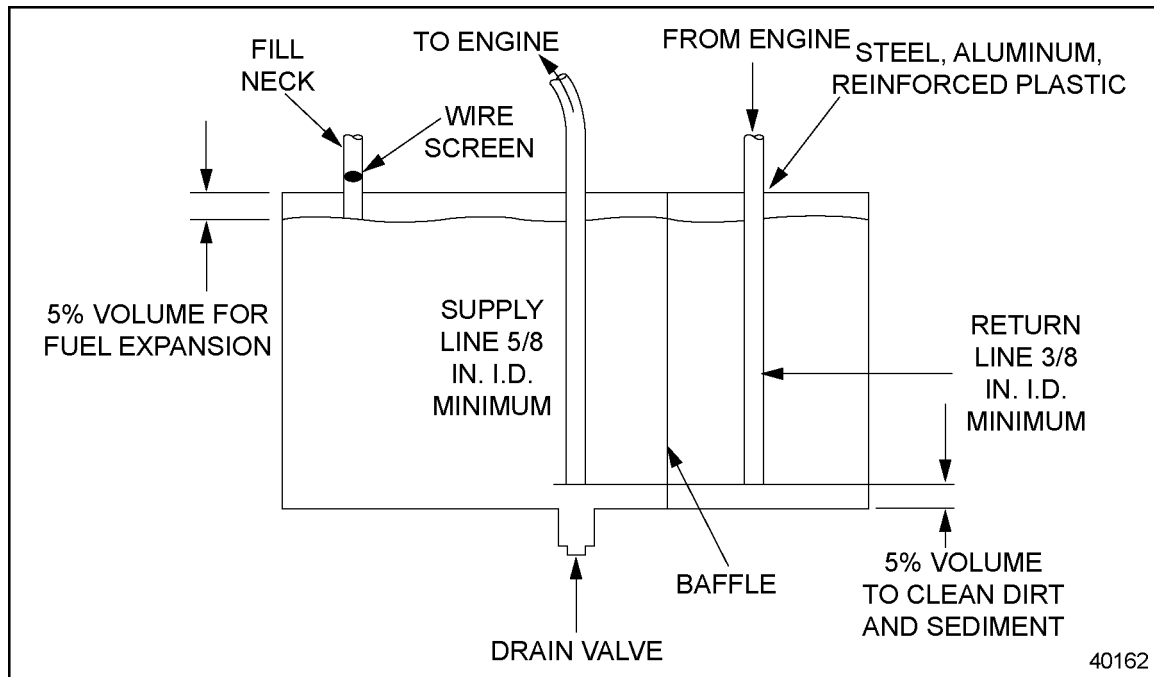 FILL
NECK
TO ENGINE
FROM ENGINE
STEEL, ALUMINUM,
REINFORCED PLASTIC
WIRE
SCREEN
5% VOLUME FOR
FUEL EXPANSION
SUPPLY
LINE 5/8
IN. I.D.
MINIMUM
RETURN
LINE 3/8
IN. I.D.
MINIMUM
BAFFLE
5% VOLUME
TO CLEAN DIRT
AND SEDIMENT
DRAIN VALVE
40162